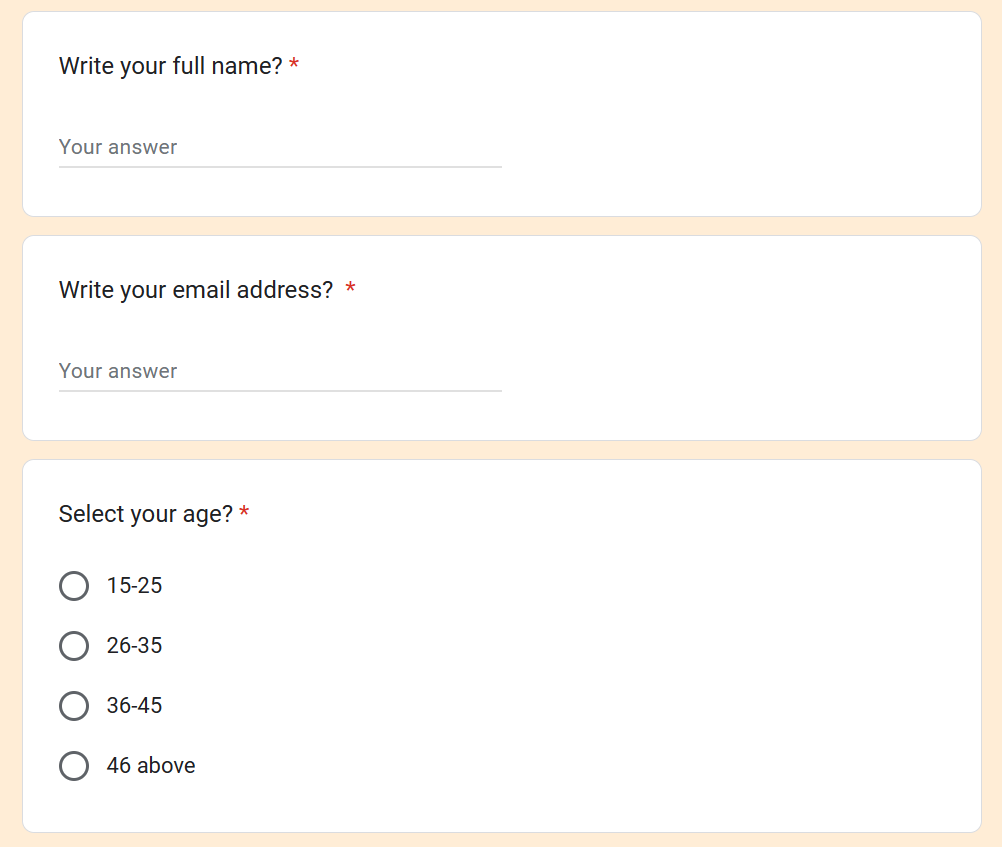 Write your full name? *
Your answer
Write your email address? *
Your answer
Select your age? *
15-25
26-35
36-45
46 above